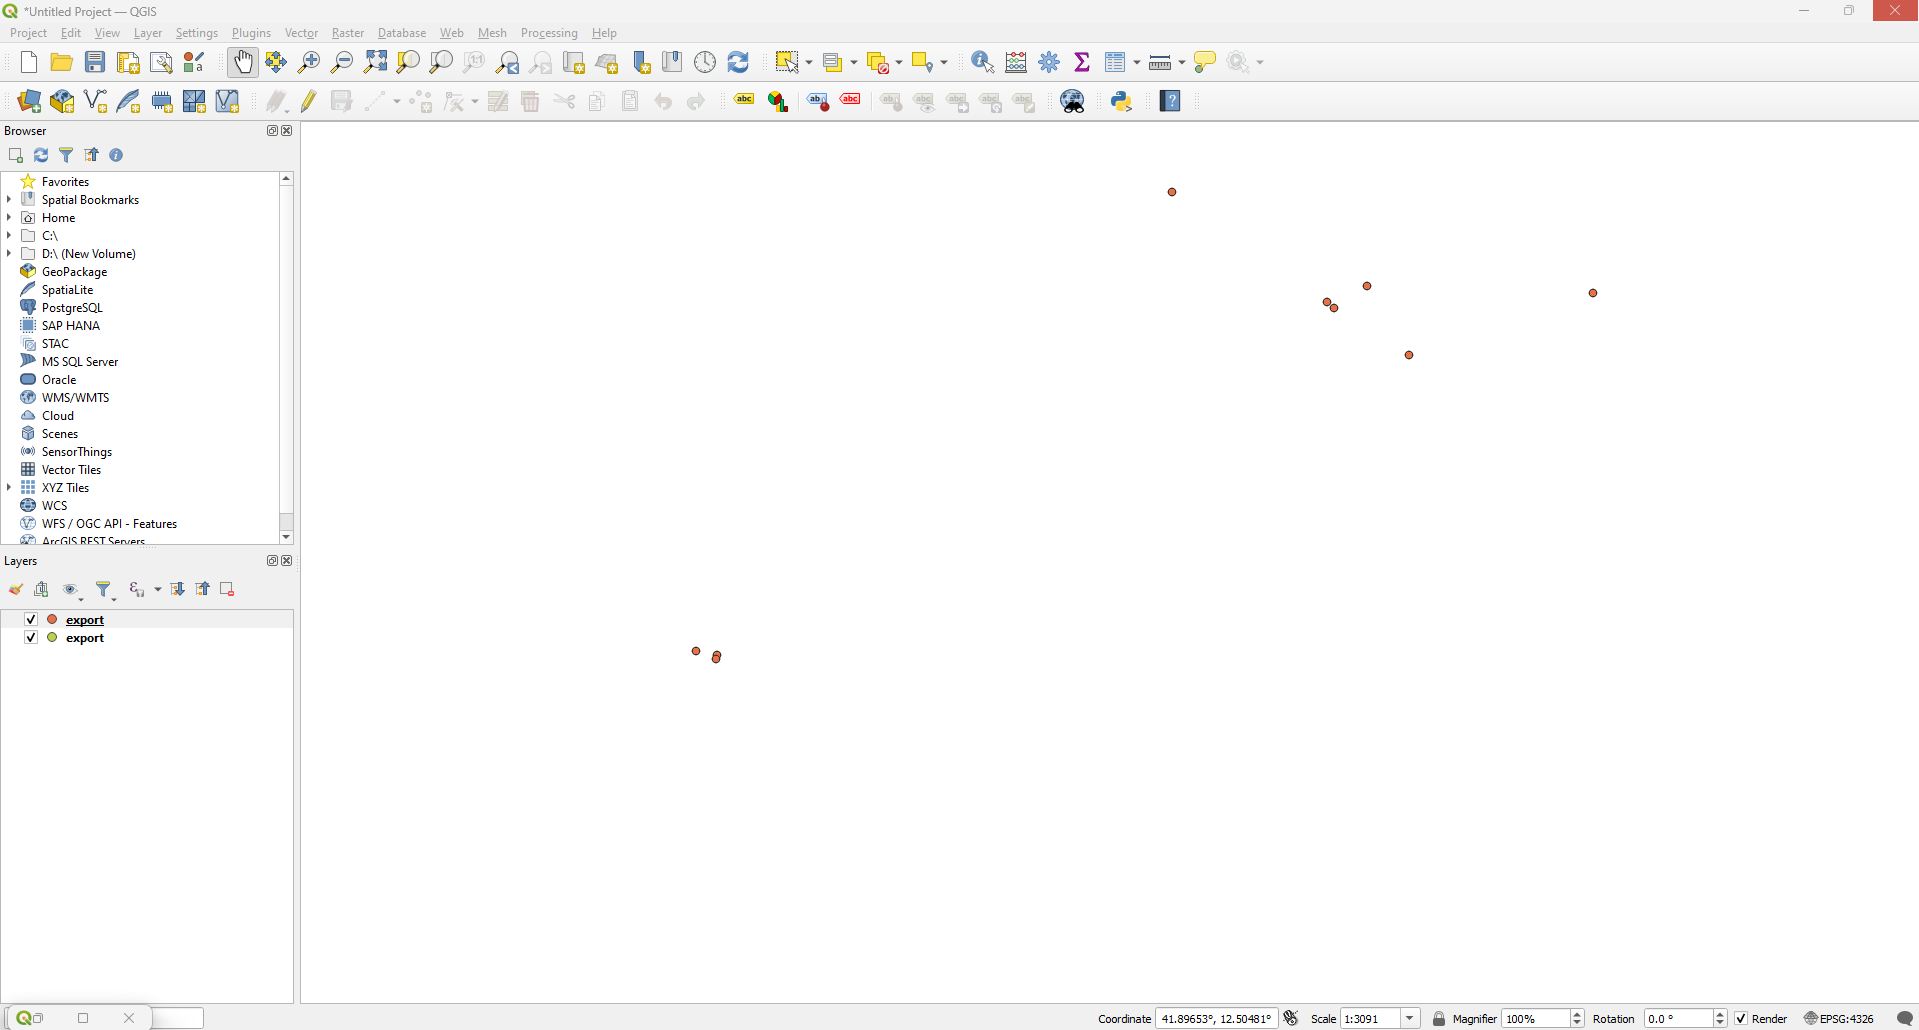 *Untitled Project — QGIS
Project Edit View Layer Settings Plugins Vector Raster Database Web Mesh Processing Help
Browser
Favorites
Spatial Bookmarks
Home
C:\
D:\ (New Volume)
GeoPackage
SpatiaLite
PostgreSQL
SAP HANA
STAC
MS SQL Server
Oracle
WMS/WMTS
Cloud
Scenes
SensorThings
Vector Tiles
XYZ Tiles
WCS
WFS / OGC API - Features
ArcGIS REST Servers
Layers
export
export
Coordinate 41.89653°, 12.50481° Scale 1:3091 Magnifier 100% Rotation 0.0 ° Render EPSG:4326